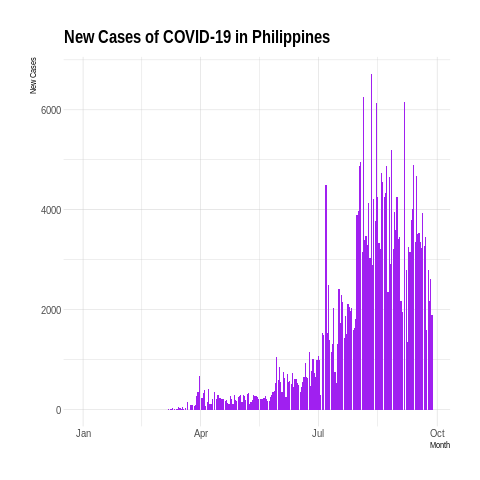 New Cases of COVID-19 in Philippines
New Cases
6000
4000
2000
0
Jan Apr Jul Oct
Month